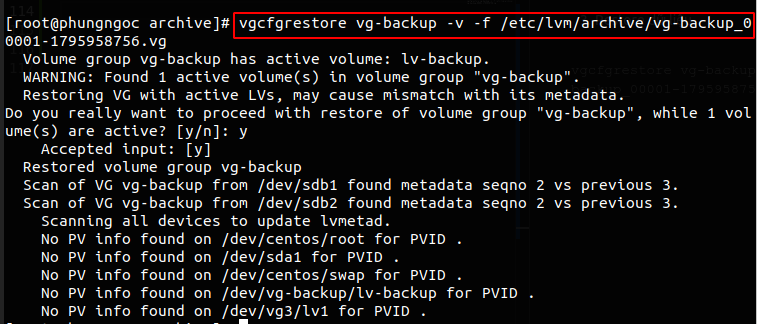 [root@phungngoc archive]# vgcfgrestore vg-backup -v -f /etc/lvm/archive/vg-backup_0
0001-1795958756.vg
Volume group vg-backup has active volume: lv-backup.
WARNING: Found 1 active volume(s) in volume group "vg-backup".
Restoring VG with active LVs, may cause mismatch with its metadata.
Do you really want to proceed with restore of volume group "vg-backup", while 1 vol
ume(s) are active? [y/n]: y
Accepted input: [y]
Restored volume group vg-backup
Scan of VG vg-backup from /dev/sdb1 found metadata seqno 2 vs previous 3.
Scan of VG vg-backup from /dev/sdb2 found metadata seqno 2 vs previous 3.
Scanning all devices to update lvmetad.
No PV info found on /dev/centos/root for PVID .
No PV info found on /dev/sda1 for PVID .
No PV info found on /dev/centos/swap for PVID .
No PV info found on /dev/vg-backup/lv-backup for PVID .
No PV info found on /dev/vg3/lv1 for PVID .